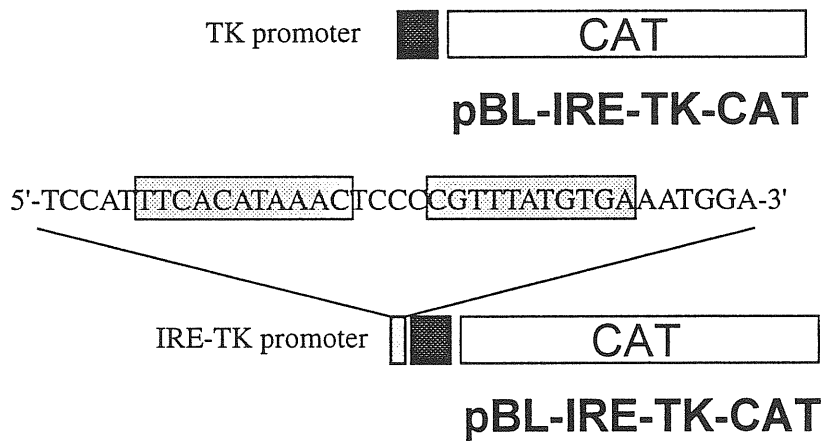 TK promoter CAT
pBL-IRE-TK-CAT
5'-TCCATTTCACATAAACTCCCCGTTTATGTGAAATGGA-3'
IRE-TK promoter CAT
pBL-IRE-TK-CAT